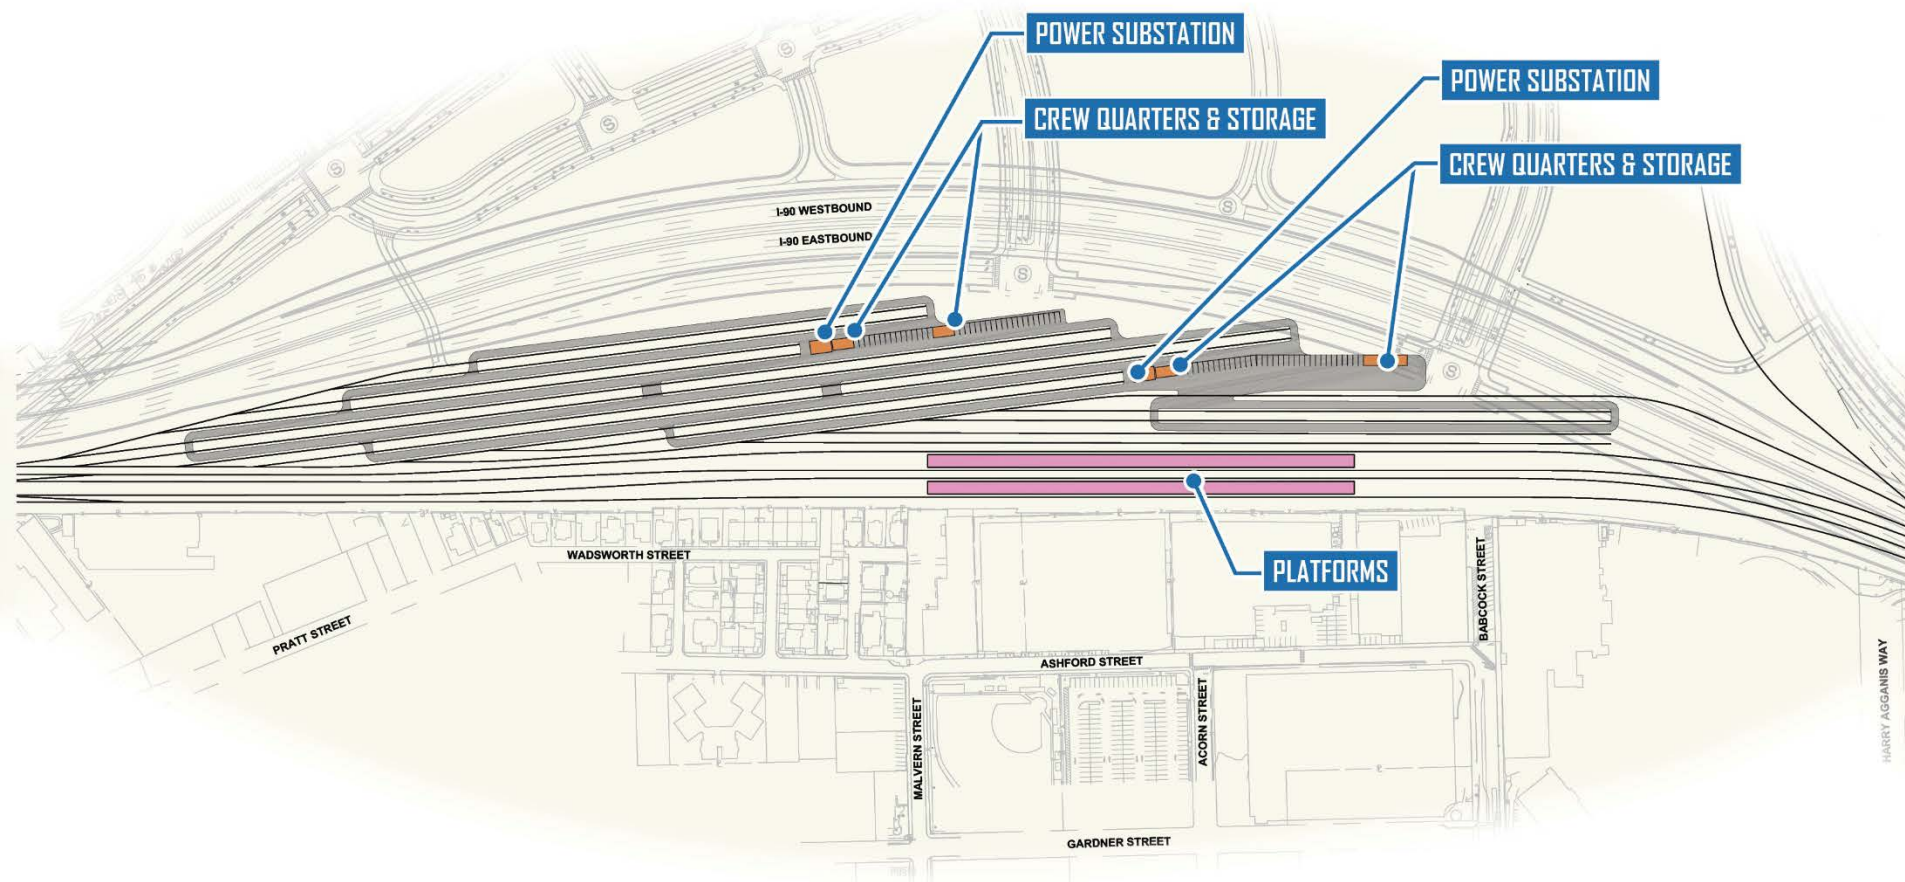 POWER SUBSTATION
POWER SUBSTATION
CREW QUARTERS & STORAGE
CREW QUARTERS & STORAGE
I-90 WESTBOUND
I-90 EASTBOUND
S
S
S
S
S
S
PLATFORMS
WADSWORTH STREET
PRATT STREET
ASHFORD STREET
BABCOCK STREET
MALVERN STREET
ACORN STREET
HARRY AGGANIS WAY
GARDNER STREET